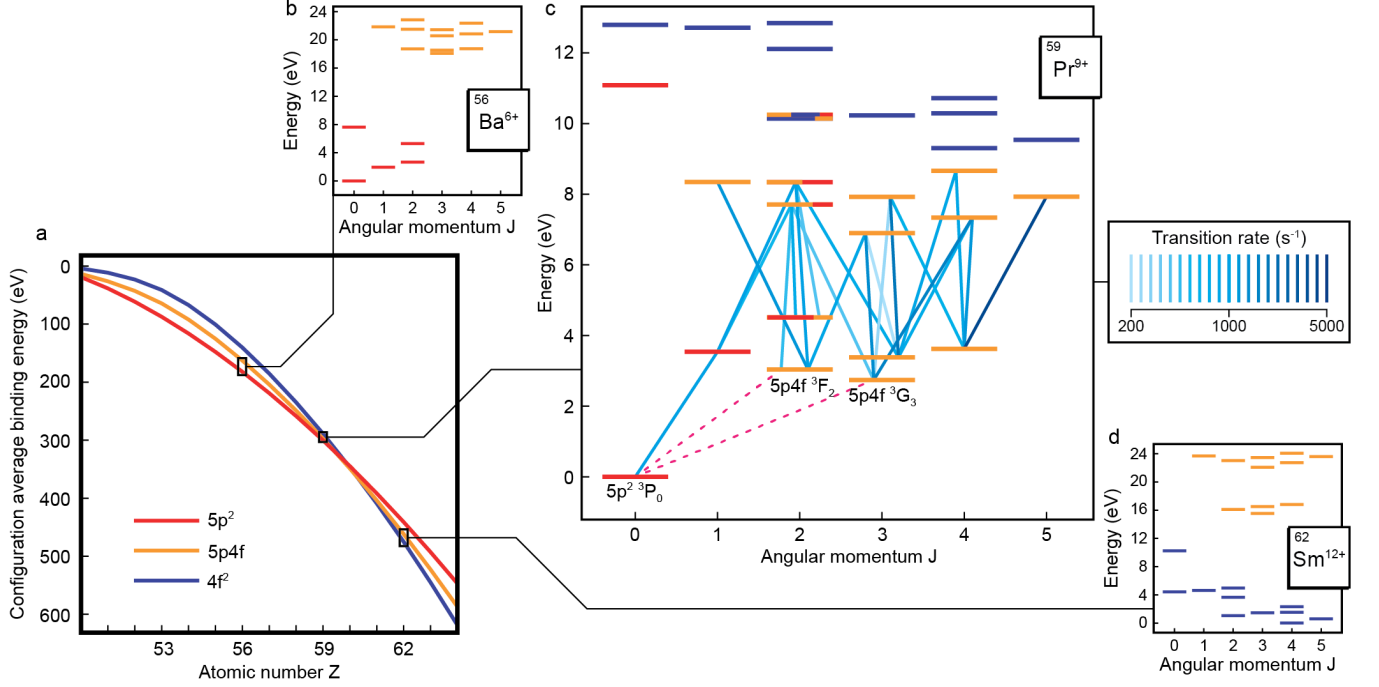 a
Configuration average binding energy (eV)
0
100
200
300
400
500
600
53
56
59
62
Atomic number Z
5p²
5p4f
4f²
b
Energy (eV)
24
20
16
12
8
4
0
0 1 2 3 4 5
Angular momentum J
56
Ba⁶⁺
c
Energy (eV)
12
10
8
6
4
2
0
0 1 2 3 4 5
Angular momentum J
59
Pr⁹⁺
5p4f ³F₂
5p4f ³G₃
5p² ³P₀
Transition rate (s⁻¹)
200 1000 5000
d
Energy (eV)
24
20
16
12
8
4
0
0 1 2 3 4 5
Angular momentum J
62
Sm¹²⁺